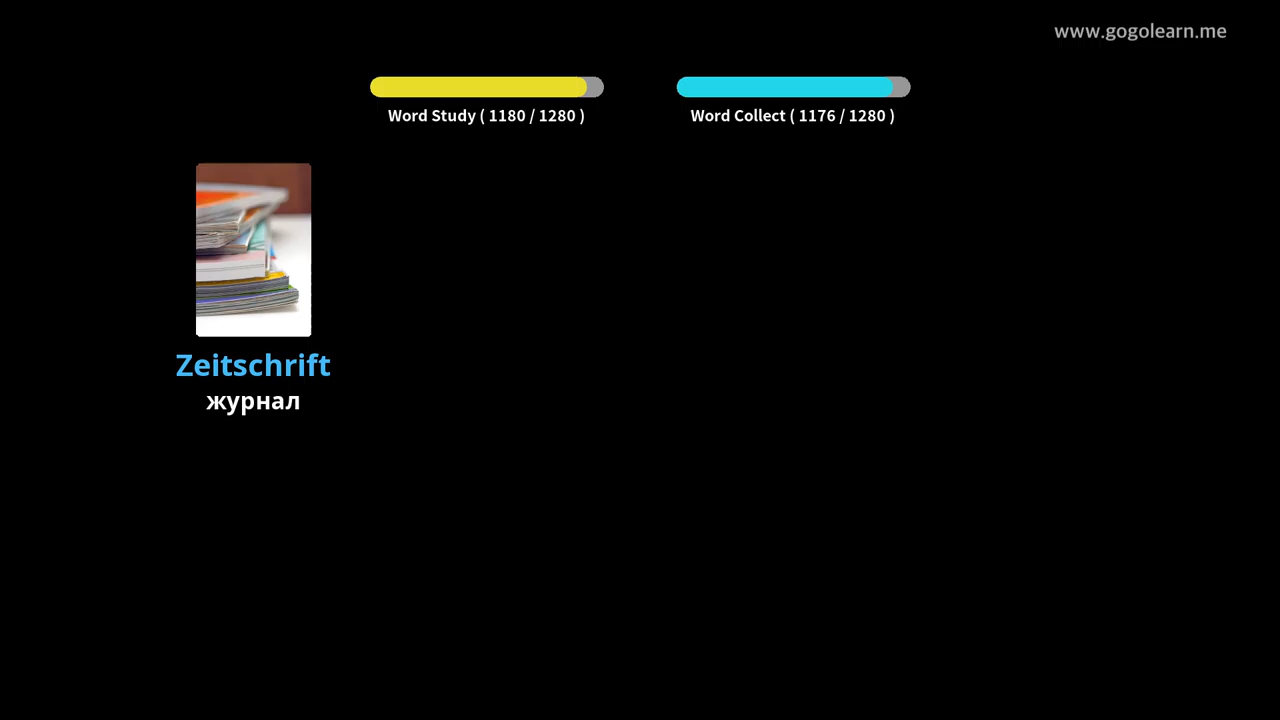 www.gogolearn.me
Word Study ( 1180 / 1280 )
Word Collect ( 1176 / 1280 )
Zeitschrift
журнал